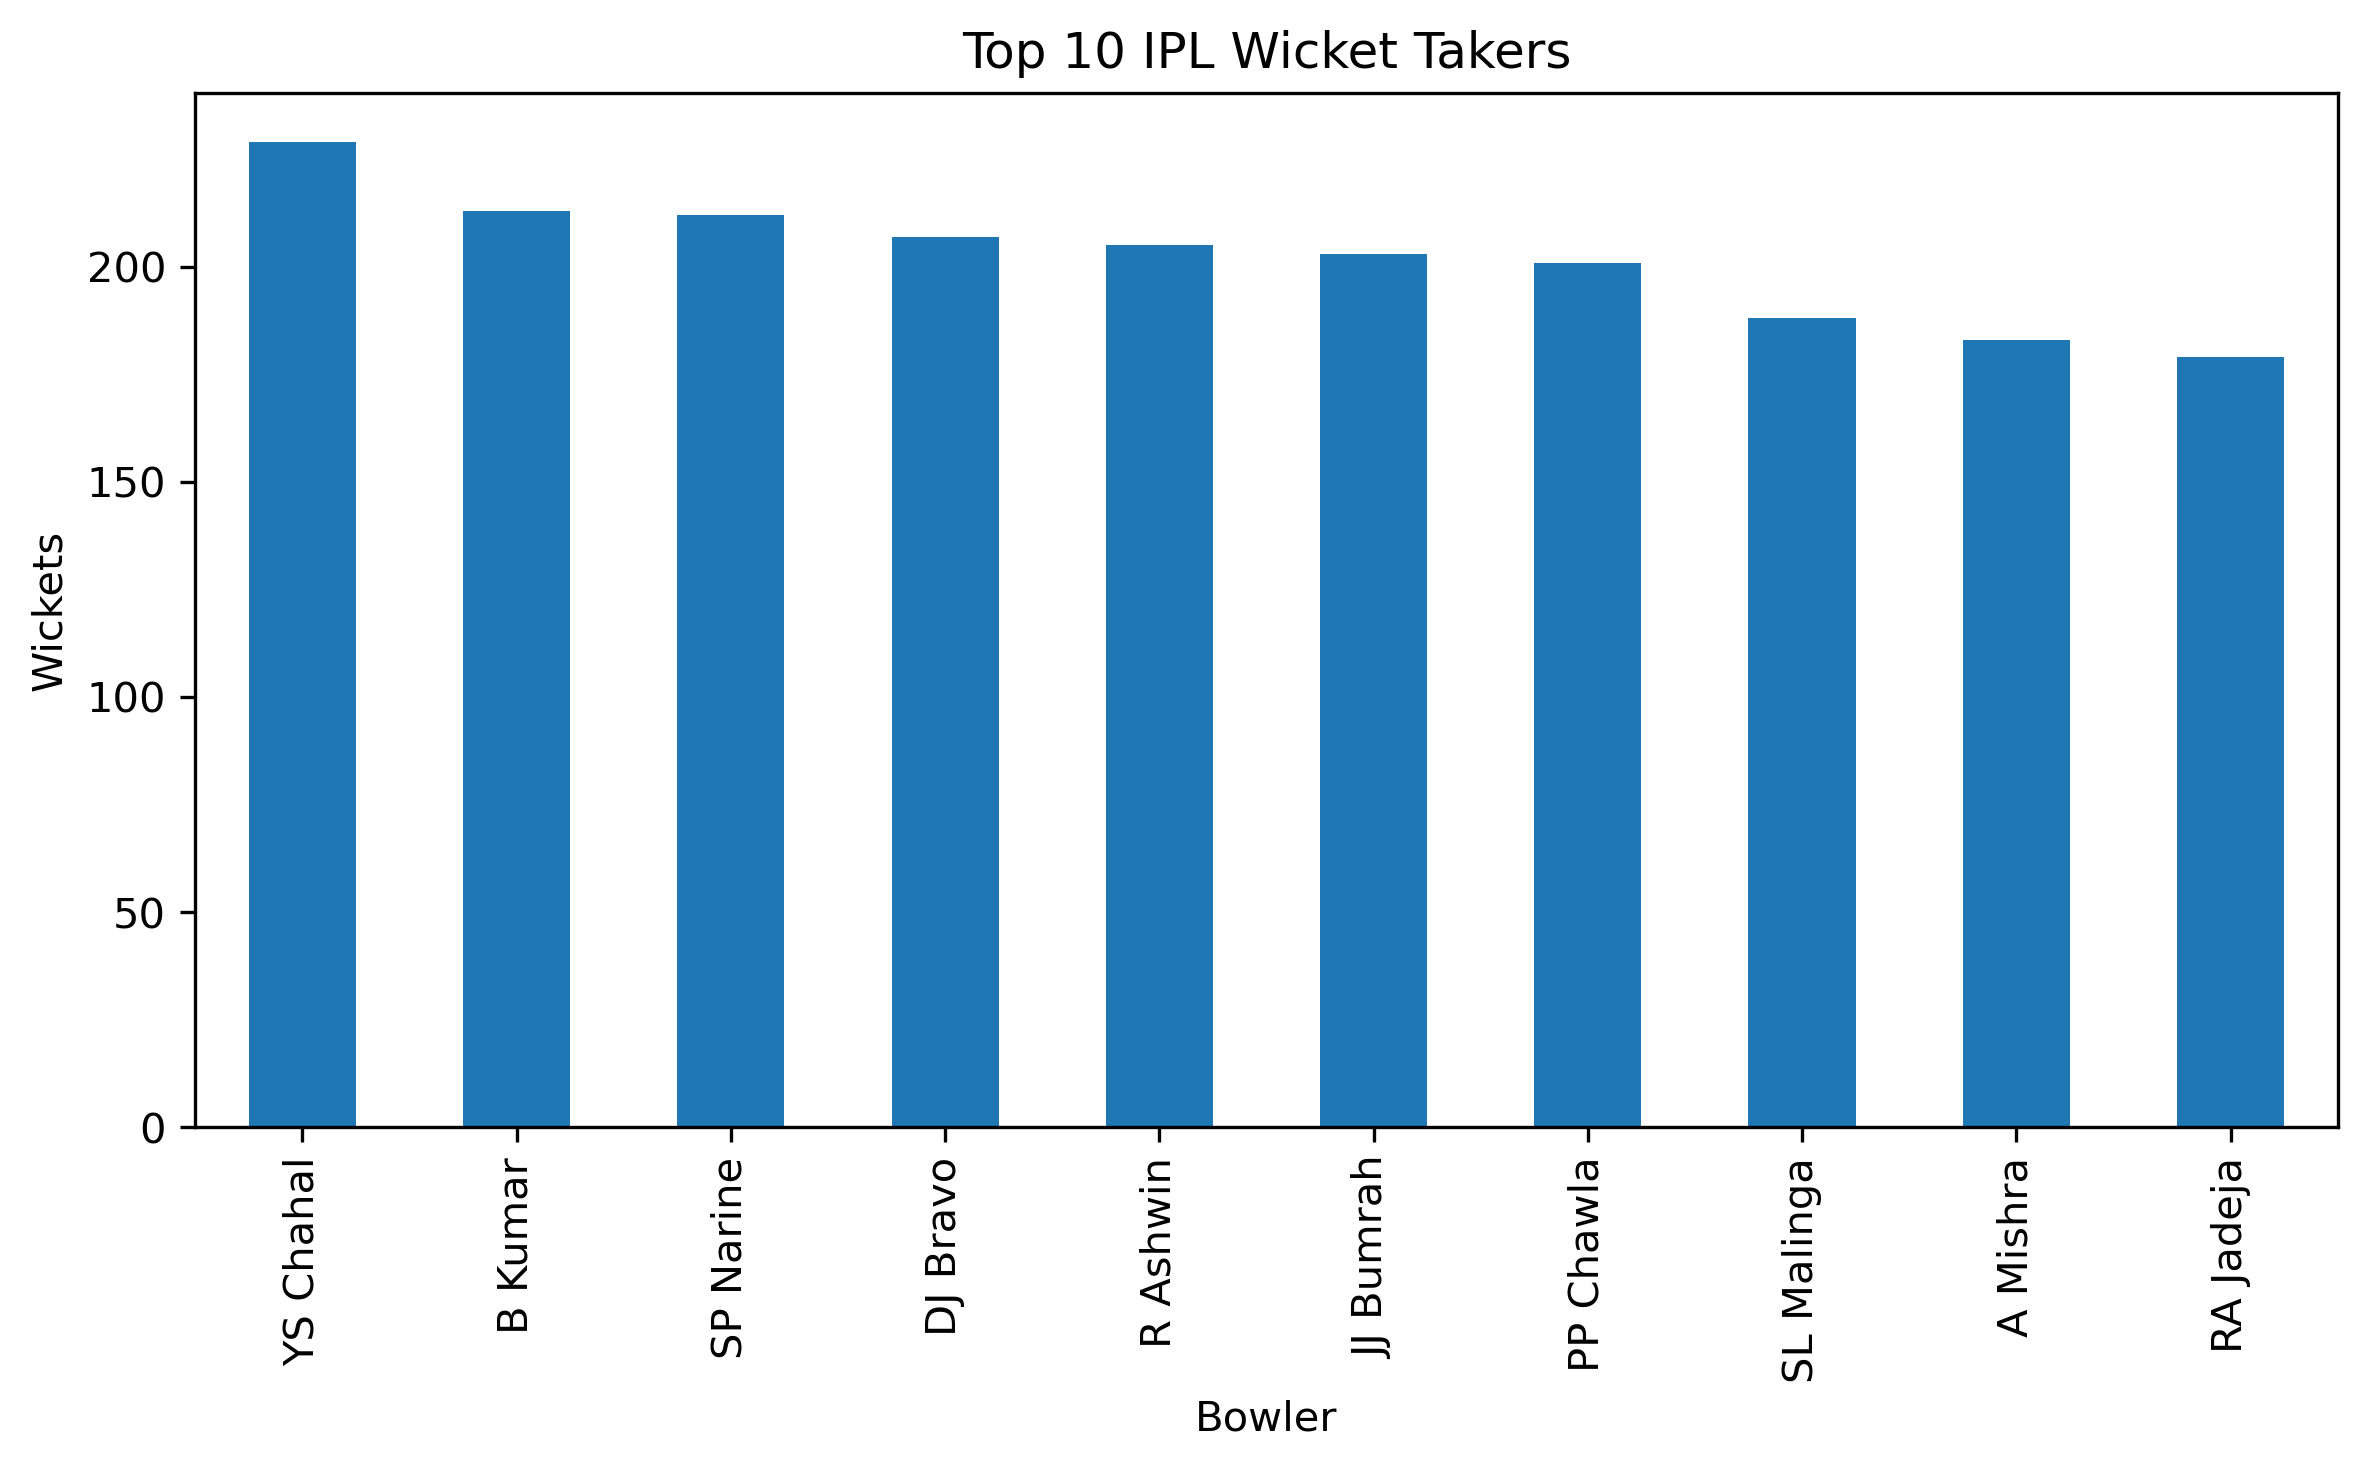 Top 10 IPL Wicket Takers
Wickets
200
150
100
50
0
YS Chahal
B Kumar
SP Narine
DJ Bravo
R Ashwin
JJ Bumrah
PP Chawla
SL Malinga
A Mishra
RA Jadeja
Bowler